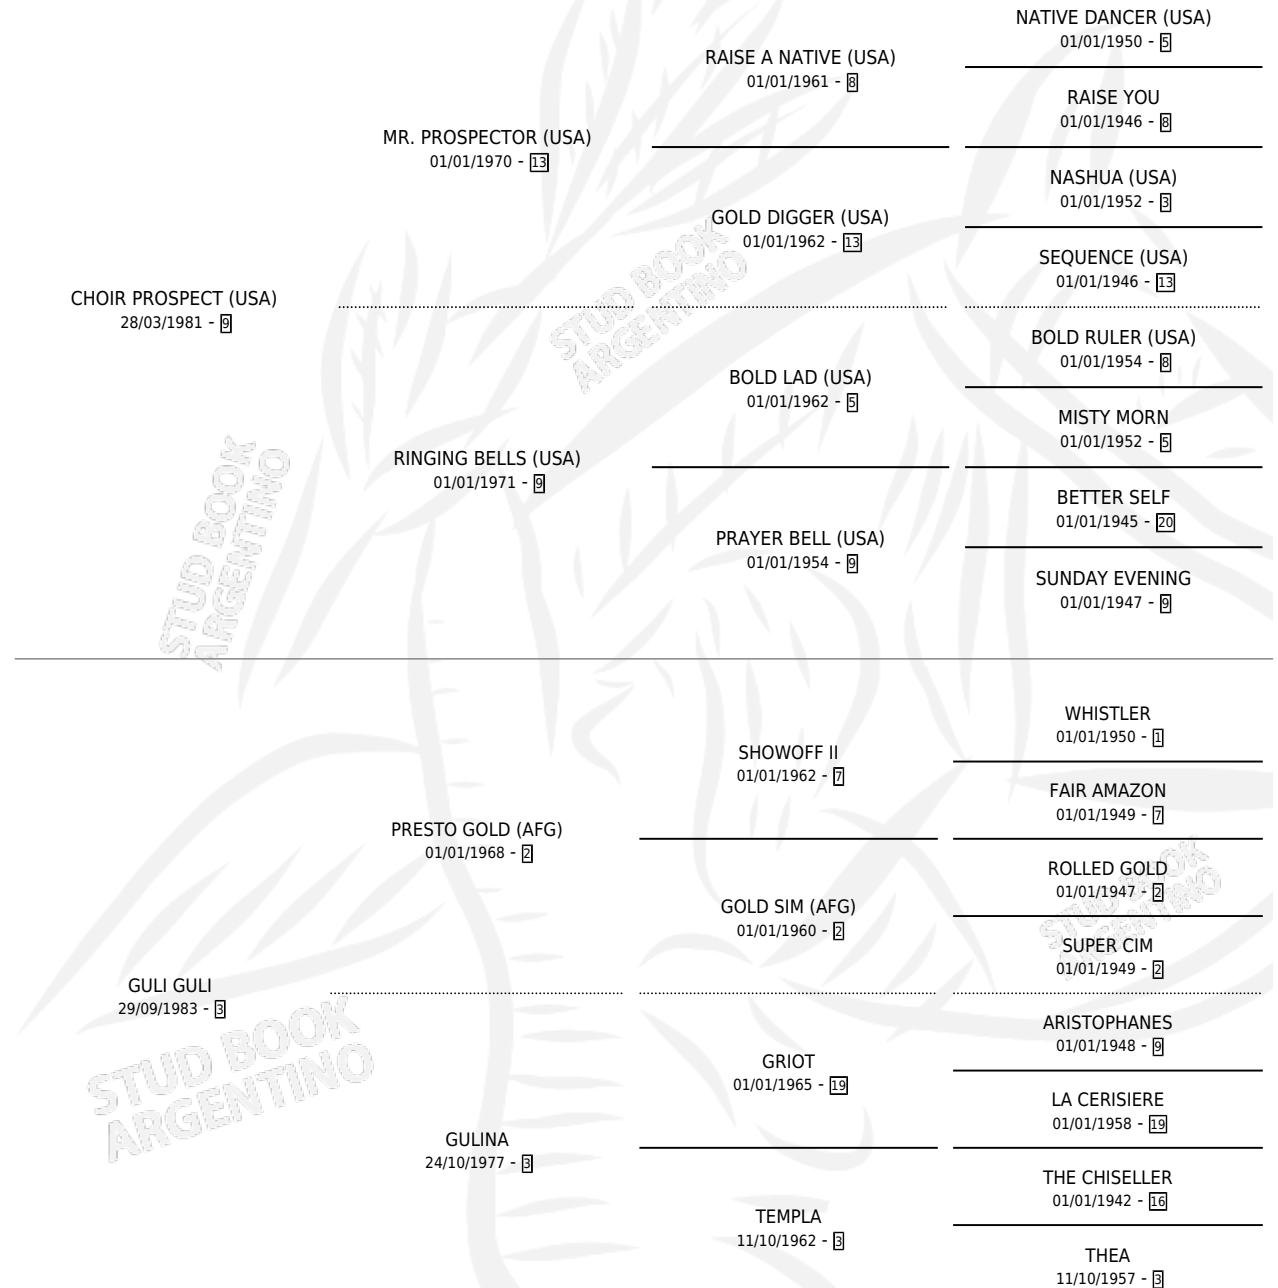 NATIVE DANCER (USA)
01/01/1950 - 5
RAISE A NATIVE (USA)
01/01/1961 - 8
RAISE YOU
01/01/1946 - 8
MR. PROSPECTOR (USA)
01/01/1970 - 13
NASHUA (USA)
01/01/1952 - 3
GOLD DIGGER (USA)
01/01/1962 - 13
SEQUENCE (USA)
01/01/1946 - 13
CHOIR PROSPECT (USA)
28/03/1981 - 9
STUD BOOK
ARGENTINO
BOLD RULER (USA)
01/01/1954 - 8
BOLD LAD (USA)
01/01/1962 - 5
MISTY MORN
01/01/1952 - 5
RINGING BELLS (USA)
01/01/1971 - 9
BETTER SELF
01/01/1945 - 20
PRAYER BELL (USA)
01/01/1954 - 9
SUNDAY EVENING
01/01/1947 - 9
STUD BOOK
ARGENTINO
WHISTLER
01/01/1950 - 1
SHOWOFF II
01/01/1962 - 7
FAIR AMAZON
01/01/1949 - 7
PRESTO GOLD (AFG)
01/01/1968 - 2
ROLLED GOLD
01/01/1947 - 2
GOLD SIM (AFG)
01/01/1960 - 2
SUPER CIM
01/01/1949 - 2
STUD BOOK
ARGENTINO
GULI GULI
29/09/1983 - 3
ARISTOPHANES
01/01/1948 - 9
GRIOT
01/01/1965 - 19
LA CERISIERE
01/01/1958 - 19
STUD BOOK
ARGENTINO
GULINA
24/10/1977 - 3
THE CHISELLER
01/01/1942 - 16
TEMPLA
11/10/1962 - 3
THEA
11/10/1957 - 3